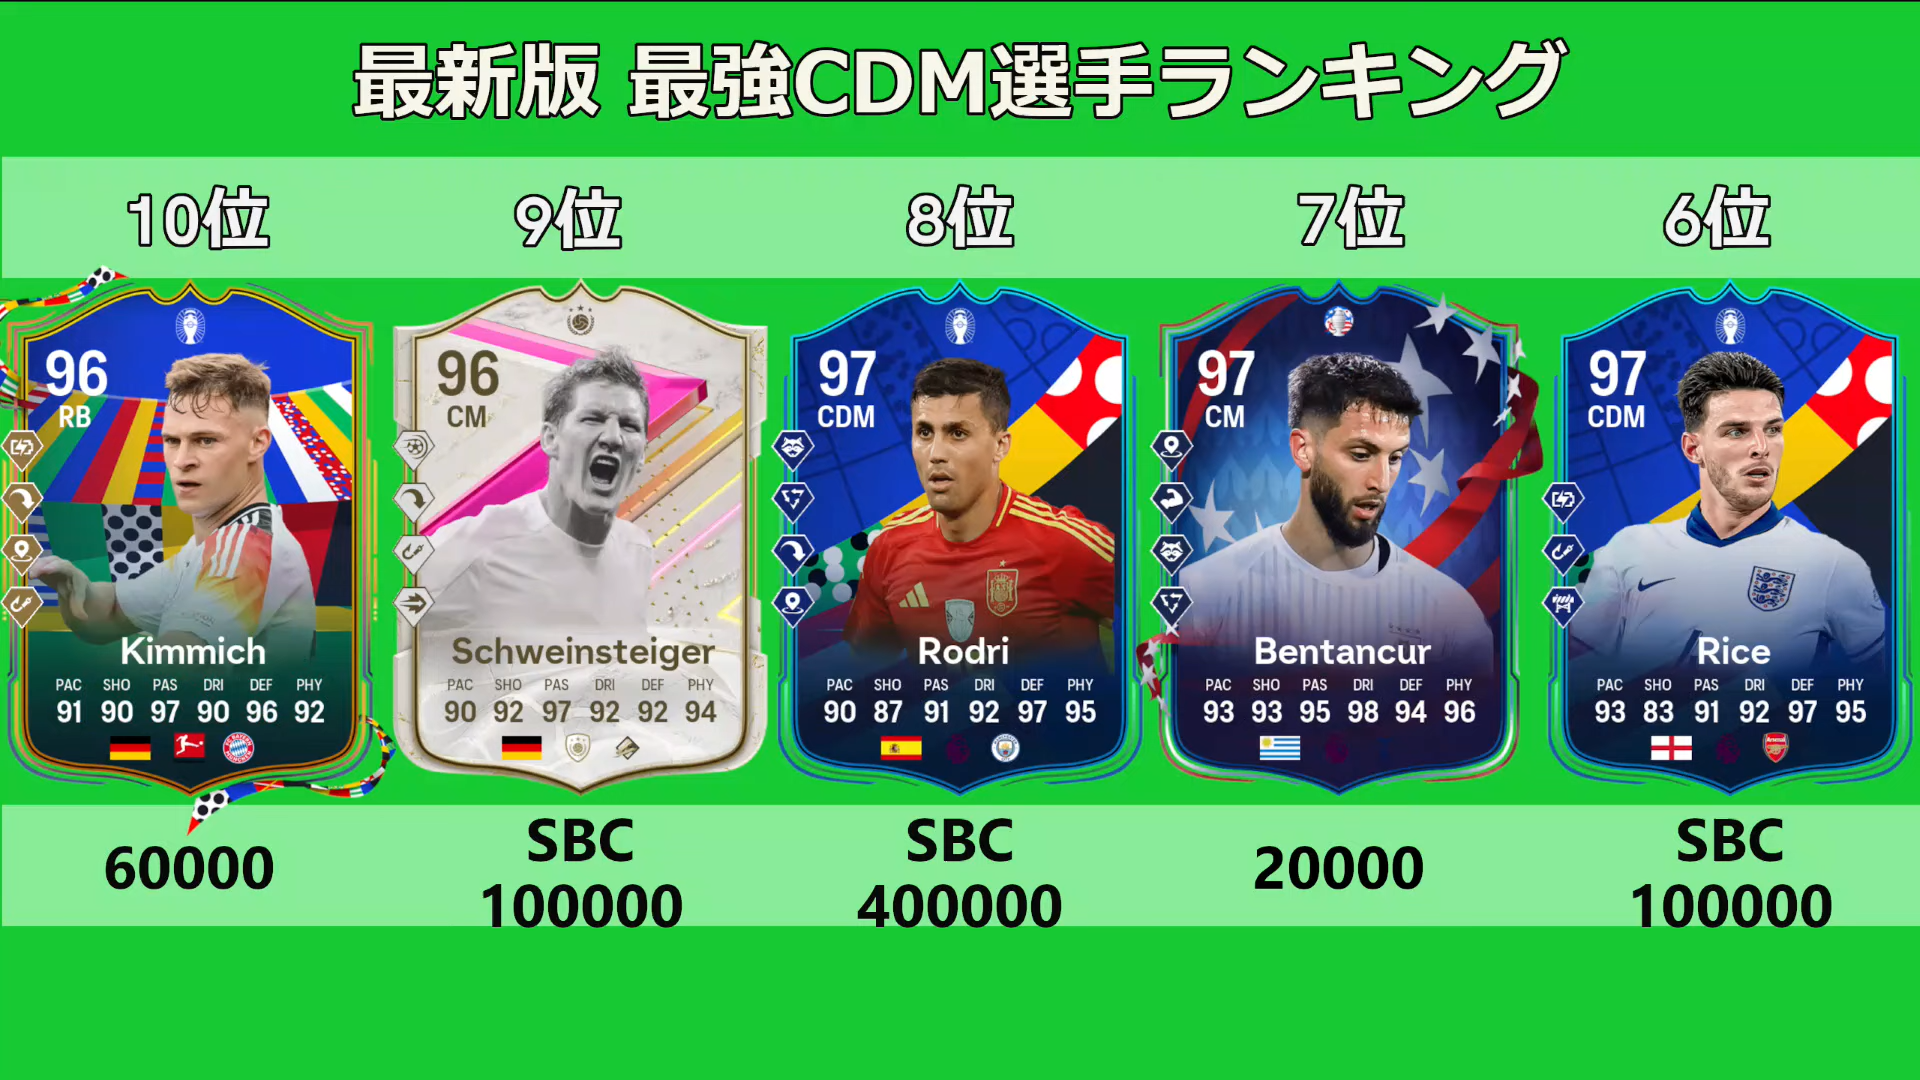 最新版 最強CDM選手ランキング
10位 9位 8位 7位 6位
96
RB
Kimmich
PAC SHO PAS DRI DEF PHY
91 90 97 90 96 92
96
CM
Schweinsteiger
PAC SHO PAS DRI DEF PHY
90 92 97 92 92 94
97
CDM
Rodri
PAC SHO PAS DRI DEF PHY
90 87 91 92 97 95
97
CM
Bentancur
PAC SHO PAS DRI DEF PHY
93 93 95 98 94 96
97
CDM
Rice
PAC SHO PAS DRI DEF PHY
93 83 91 92 97 95
60000
SBC
100000
SBC
400000
20000
SBC
100000